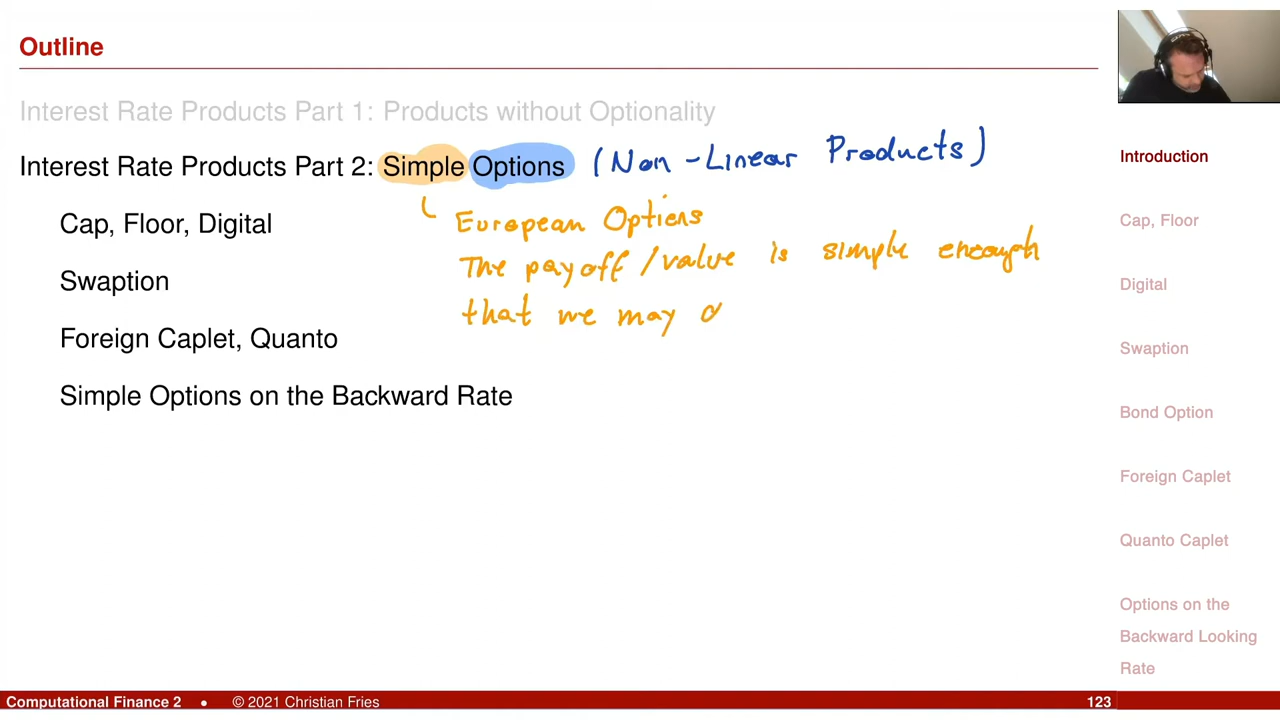 Outline
Interest Rate Products Part 1: Products without Optionality
Interest Rate Products Part 2: Simple Options (Non-Linear Products)
Cap, Floor, Digital
European Options
The payoff/value is simple enough
Swaption
that we may
Foreign Caplet, Quanto
Simple Options on the Backward Rate
Introduction
Cap, Floor
Digital
Swaption
Bond Option
Foreign Caplet
Quanto Caplet
Options on the
Backward Looking
Rate
Computational Finance 2 • © 2021 Christian Fries 123